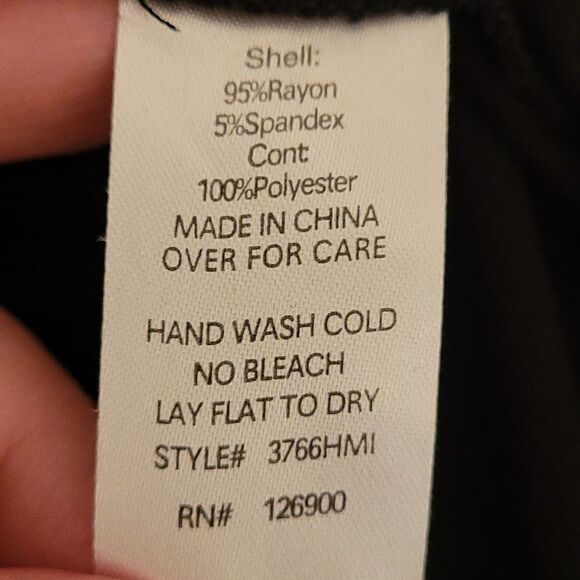 Shell:
95%Rayon
5%Spandex
Cont
100%Polyester
MADE IN CHINA
OVER FOR CARE
HAND WASH COLD
NO BLEACH
LAY FLAT TO DRY
STYLE# 3766HMI
RN# 126900